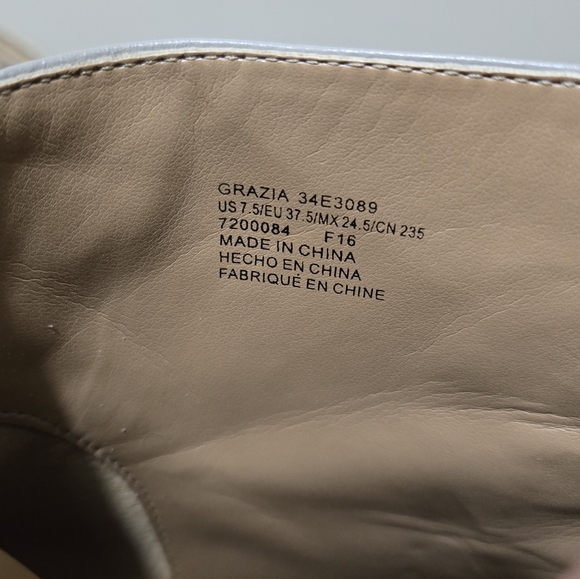 GRAZIA 34E3089
US 7.5/EU 37.5/MX 24.5/CN 235
7200084 F16
MADE IN CHINA
HECHO EN CHINA
FABRIQUÉ EN CHINE